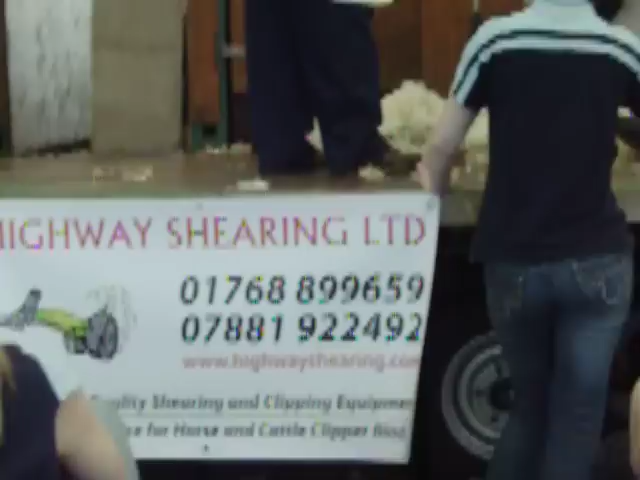 HIGHWAY SHEARING LTD
01768 899659
07881 922492
www.highwayshearing.com
Quality Shearing and Clipping Equipment
for Horse and Cattle Clipper